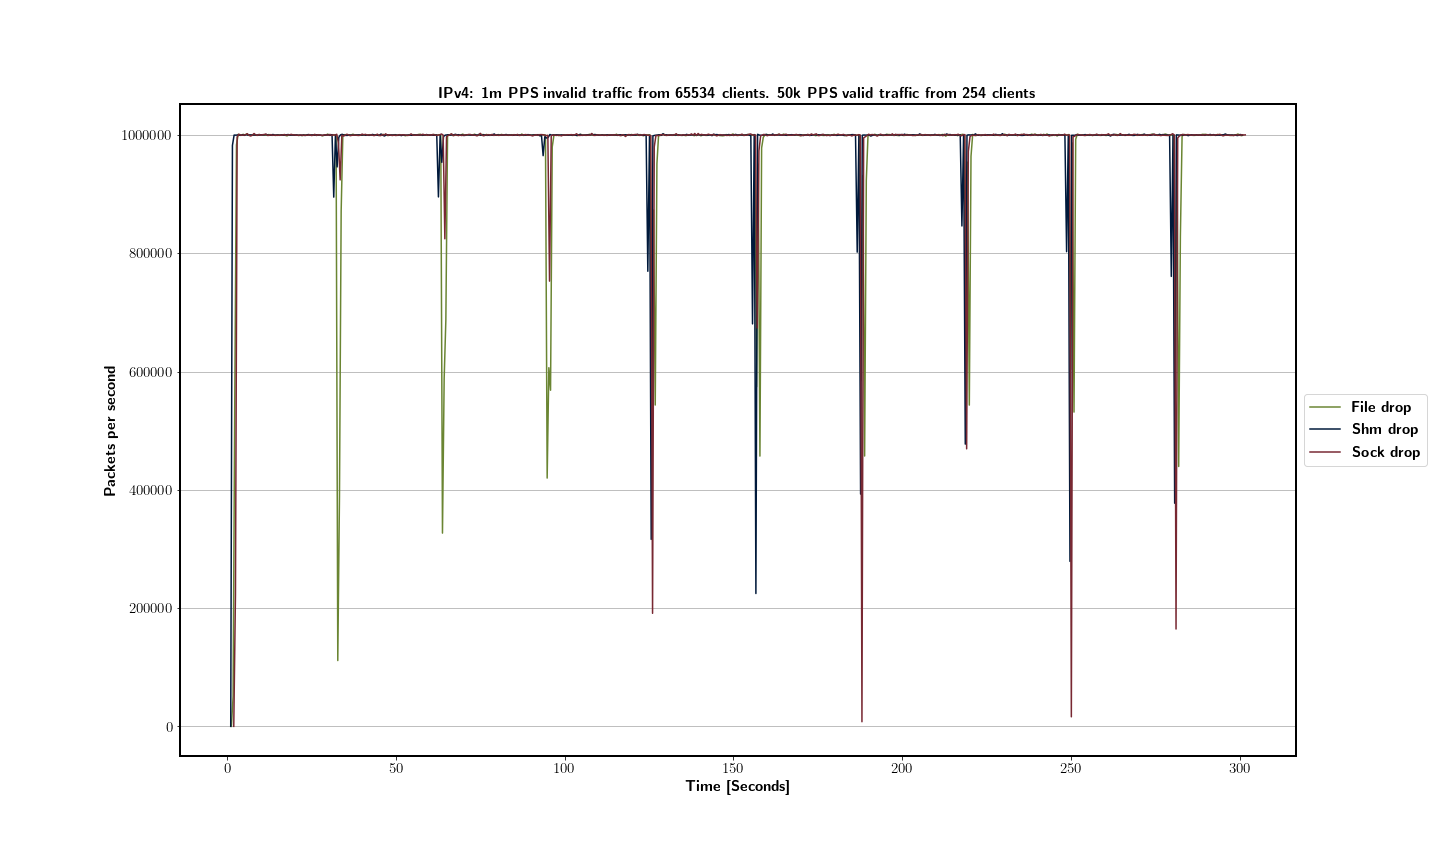 IPv4: 1m PPS invalid traffic from 65534 clients. 50k PPS valid traffic from 254 clients
1000000
800000
600000
400000
200000
0
Packets per second
0 50 100 150 200 250 300
Time [Seconds]
File drop
Shm drop
Sock drop